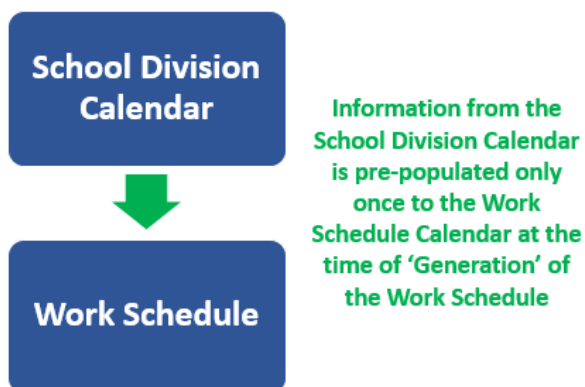 School Division
Calendar
Information from the
School Division Calendar
is pre-populated only
once to the Work
Schedule Calendar at the
time of ‘Generation’ of
the Work Schedule
Work Schedule